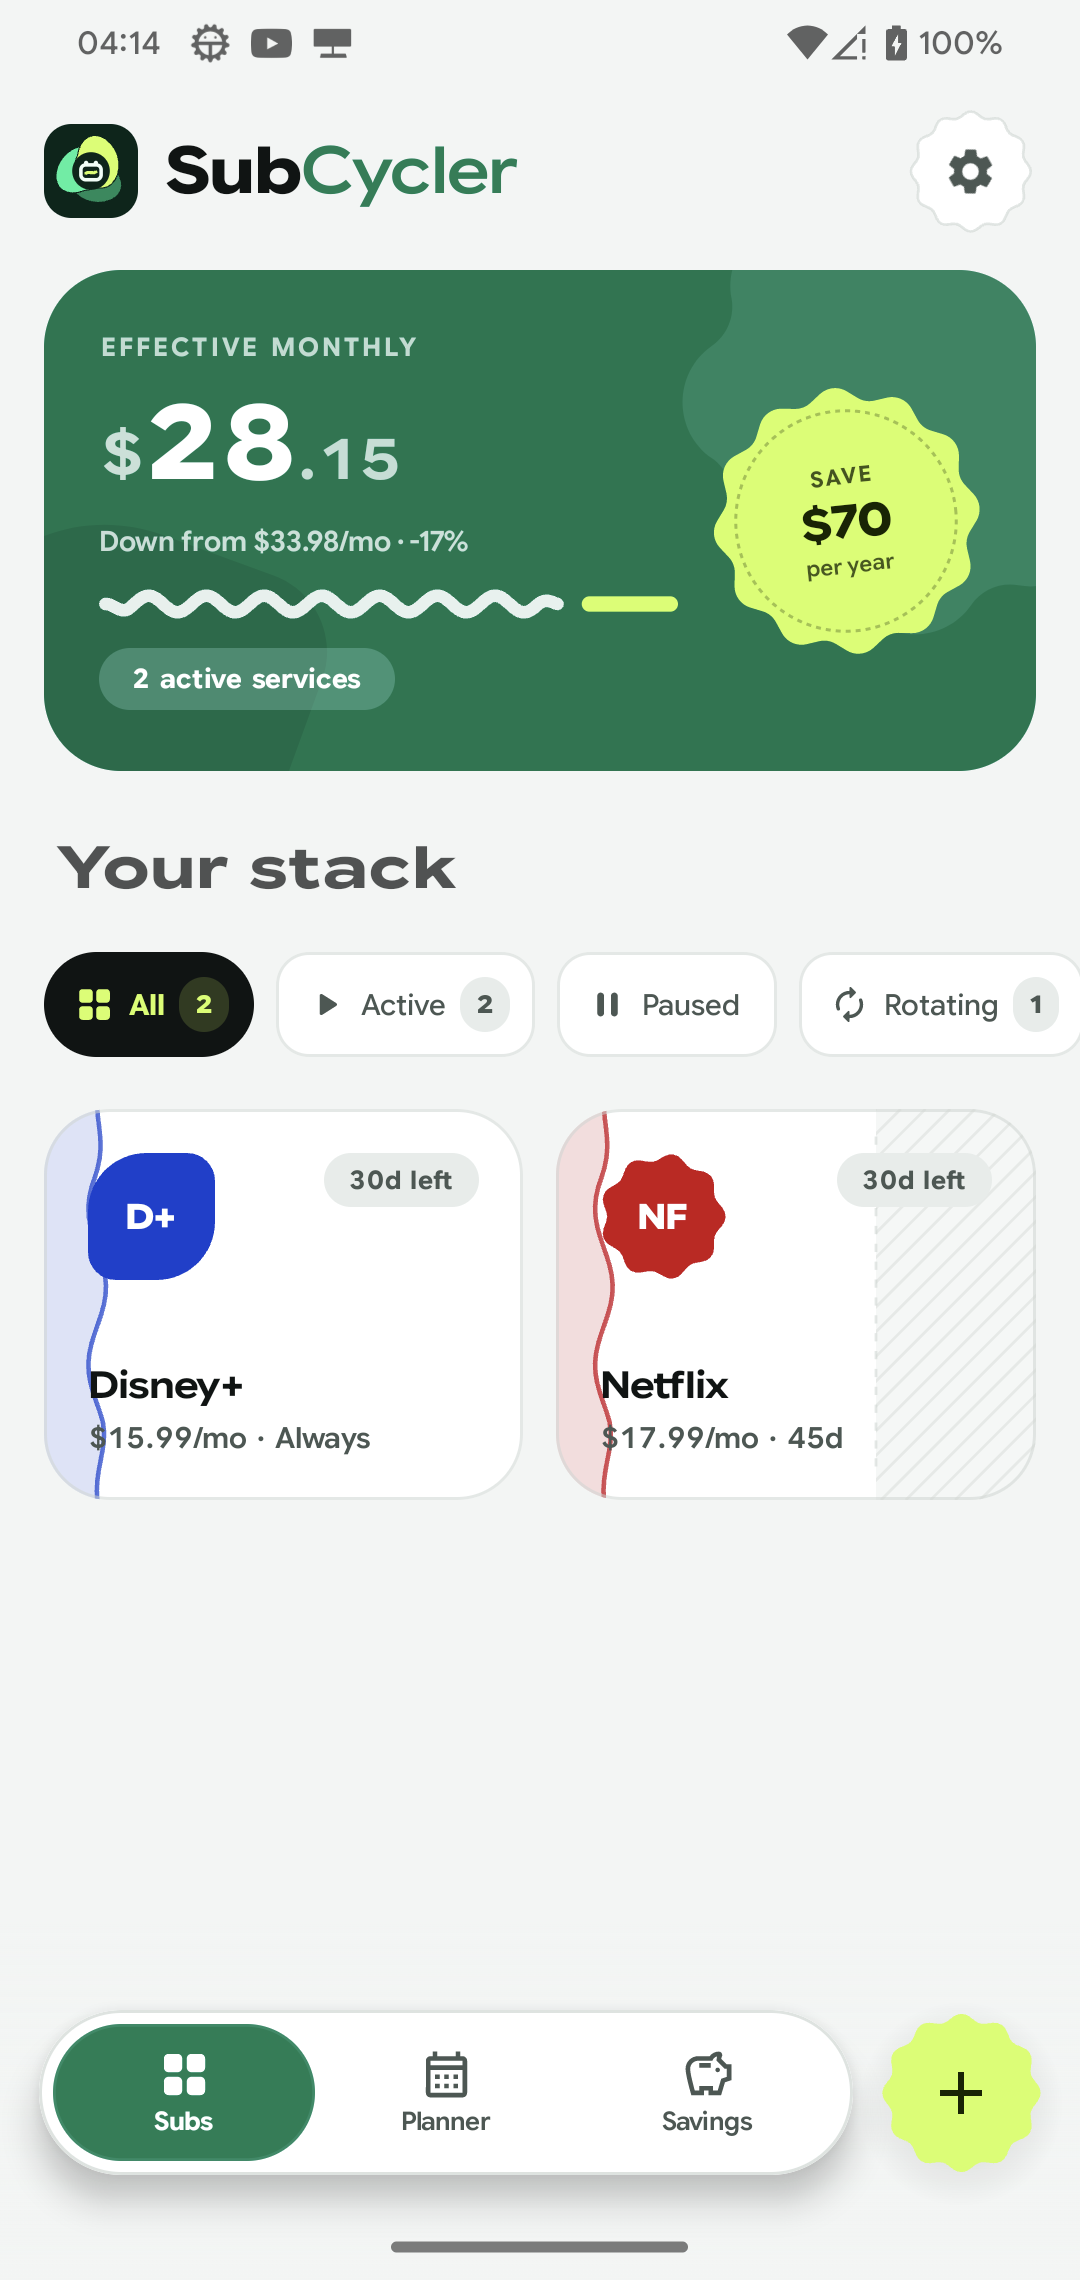 04:14
100%
SubCycler
EFFECTIVE MONTHLY
$28.15
Down from $33.98/mo · -17%
2 active services
SAVE
$70
per year
Your stack
All 2
Active 2
Paused
Rotating 1
D+
30d left
Disney+
$15.99/mo · Always
NF
30d left
Netflix
$17.99/mo · 45d
Subs
Planner
Savings